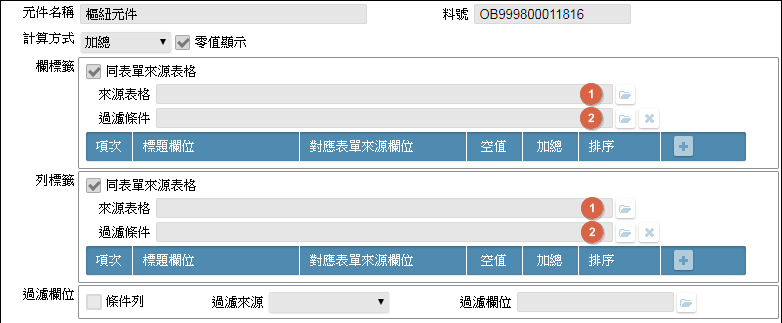 元件名稱 樞紐元件 料號 OB999800011816
計算方式 加總 零值顯示
欄標籤 同表單來源表格
來源表格 1
過濾條件 2
項次 標題欄位 對應表單來源欄位 空值 加總 排序
列標籤 同表單來源表格
來源表格 1
過濾條件 2
項次 標題欄位 對應表單來源欄位 空值 加總 排序
過濾欄位 條件列 過濾來源 過濾欄位